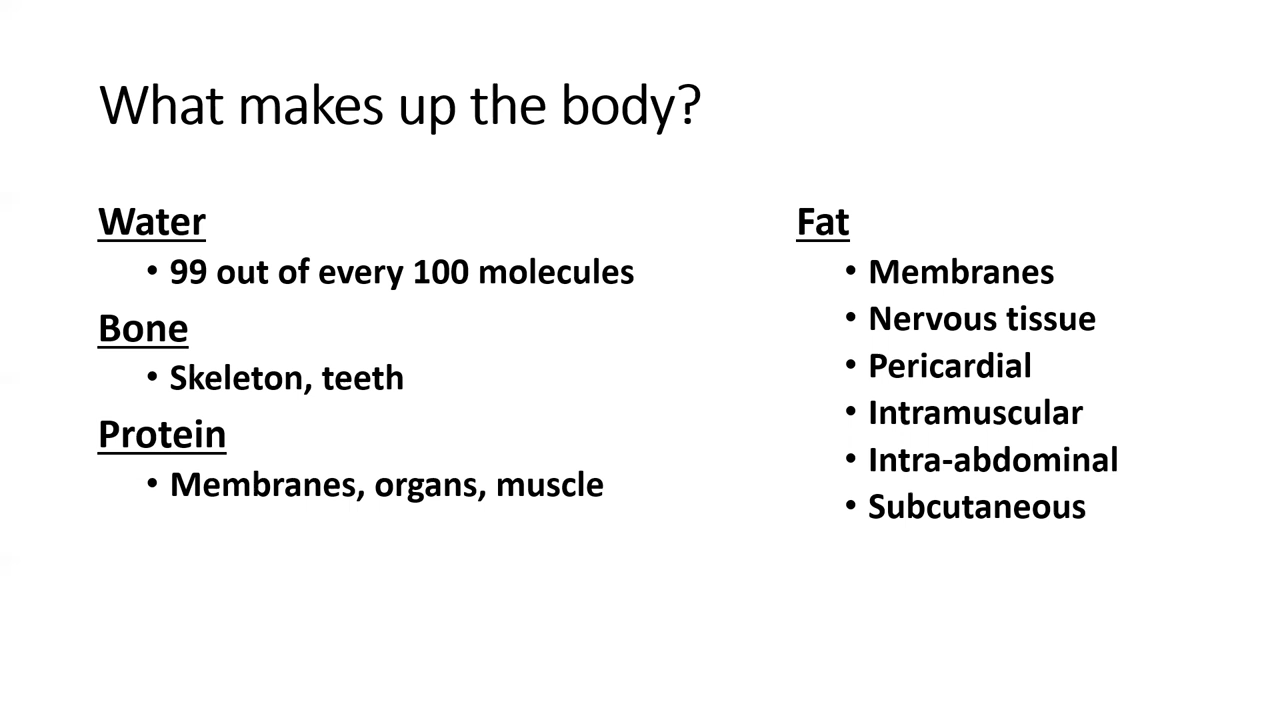 What makes up the body?
Water
• 99 out of every 100 molecules
Bone
• Skeleton, teeth
Protein
• Membranes, organs, muscle
Fat
• Membranes
• Nervous tissue
• Pericardial
• Intramuscular
• Intra-abdominal
• Subcutaneous